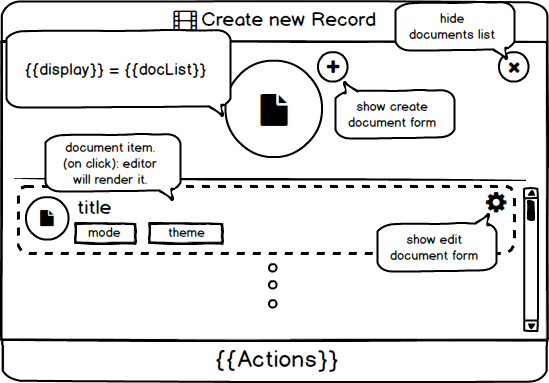 Create new Record
hide
documents list
{{display}} = {{docList}}
show create
document form
document item.
(on click): editor
will render it.
title
mode
theme
show edit
document form
{{Actions}}